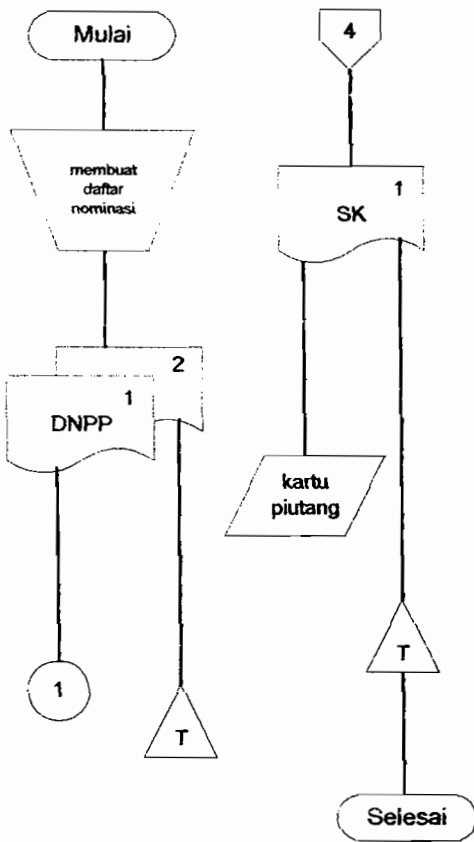 Mulai
membuat
daftar
nominasi
2
1
DNPP
1
T
4
1
SK
kartu
piutang
T
Selesai